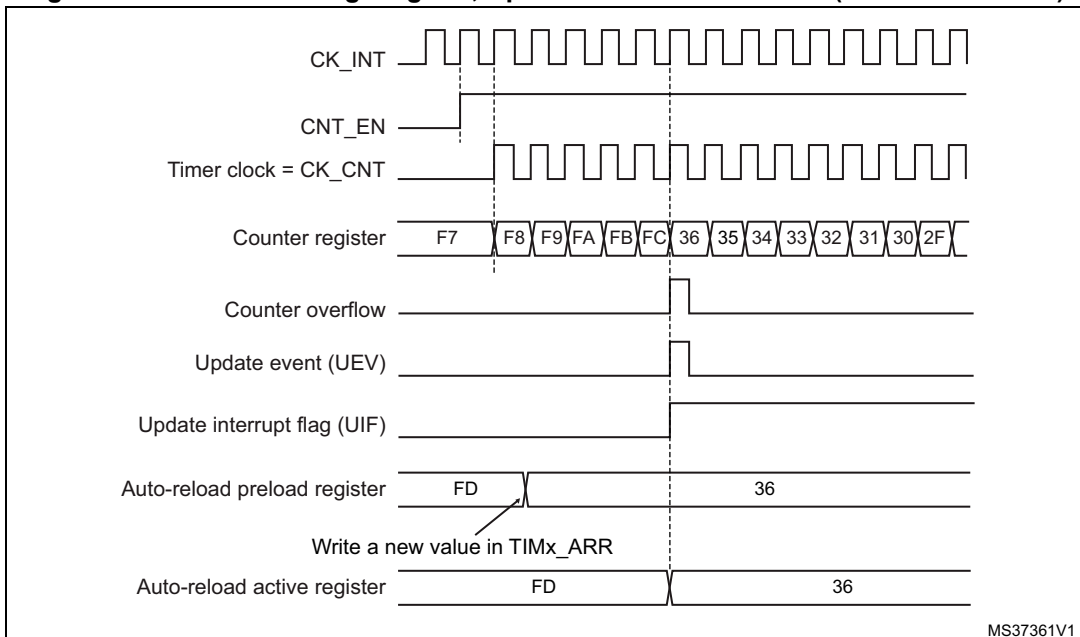 CK_INT
CNT_EN
Timer clock = CK_CNT
Counter register F7 F8 F9 FA FB FC 36 35 34 33 32 31 30 2F
Counter overflow
Update event (UEV)
Update interrupt flag (UIF)
Auto-reload preload register FD 36
Write a new value in TIMx_ARR
Auto-reload active register FD 36
MS37361V1